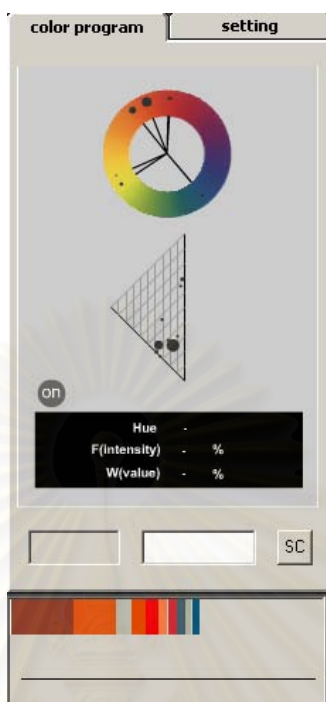 color program
setting
on
Hue -
F(intensity) - %
W(value) - %
SC